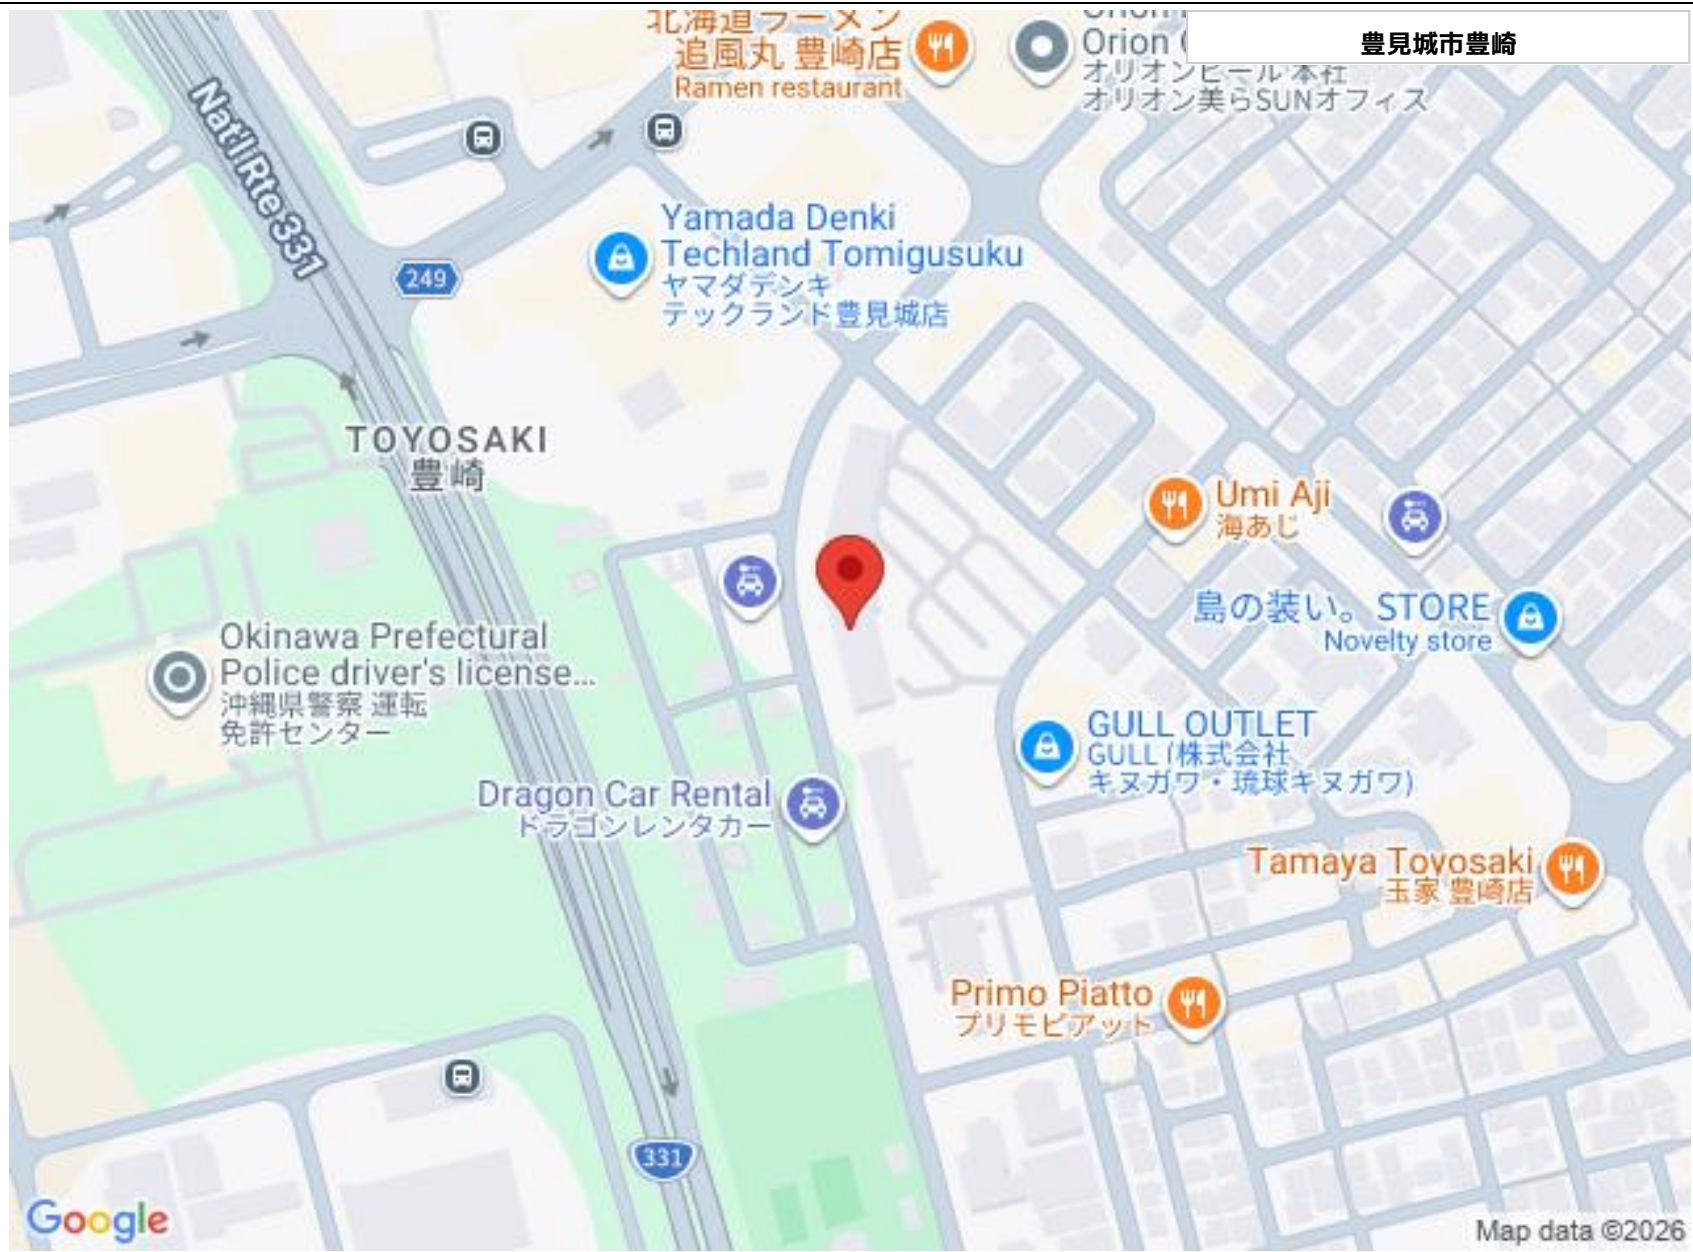 北海道ラーメン
追風丸 豊崎店
Ramen restaurant
Orion
オリオンビール 本社
オリオン美らSUNオフィス
豊見城市豊崎
Nat'l Rte 331
249
Yamada Denki
Techland Tomigusuku
ヤマダデンキ
テックランド豊見城店
TOYOSAKI
豊崎
Umi Aji
海あじ
島の装い。STORE
Novelty store
Okinawa Prefectural
Police driver's license...
沖縄県警察 運転
免許センター
GULL OUTLET
GULL (株式会社
キヌガワ・琉球キヌガワ)
Dragon Car Rental
ドラゴンレンタカー
Tamaya Toyosaki
玉家 豊崎店
Primo Piatto
プリモピアット
331
Google
Map data ©2026